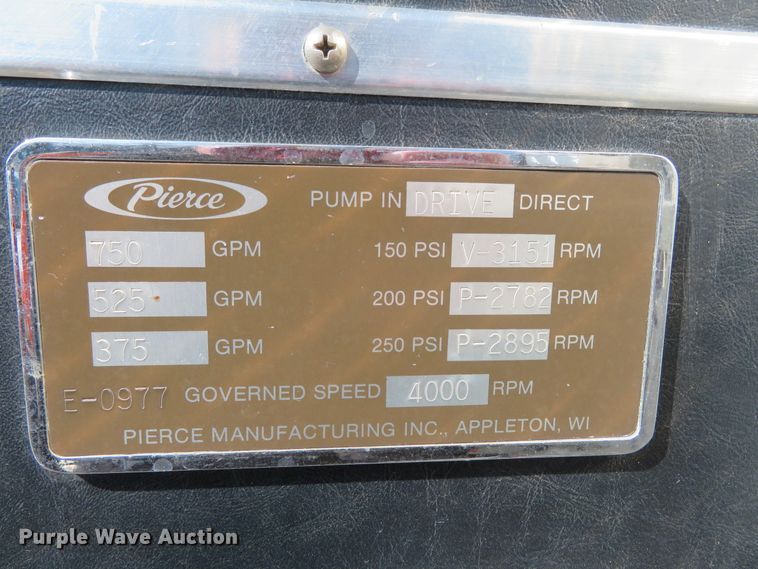 Pierce PUMP IN DRIVE DIRECT
750 GPM 150 PSI V-3151 RPM
525 GPM 200 PSI P-2782 RPM
375 GPM 250 PSI P-2895 RPM
E-0977 GOVERNED SPEED 4000 RPM
PIERCE MANUFACTURING INC., APPLETON, WI
Purple Wave Auction